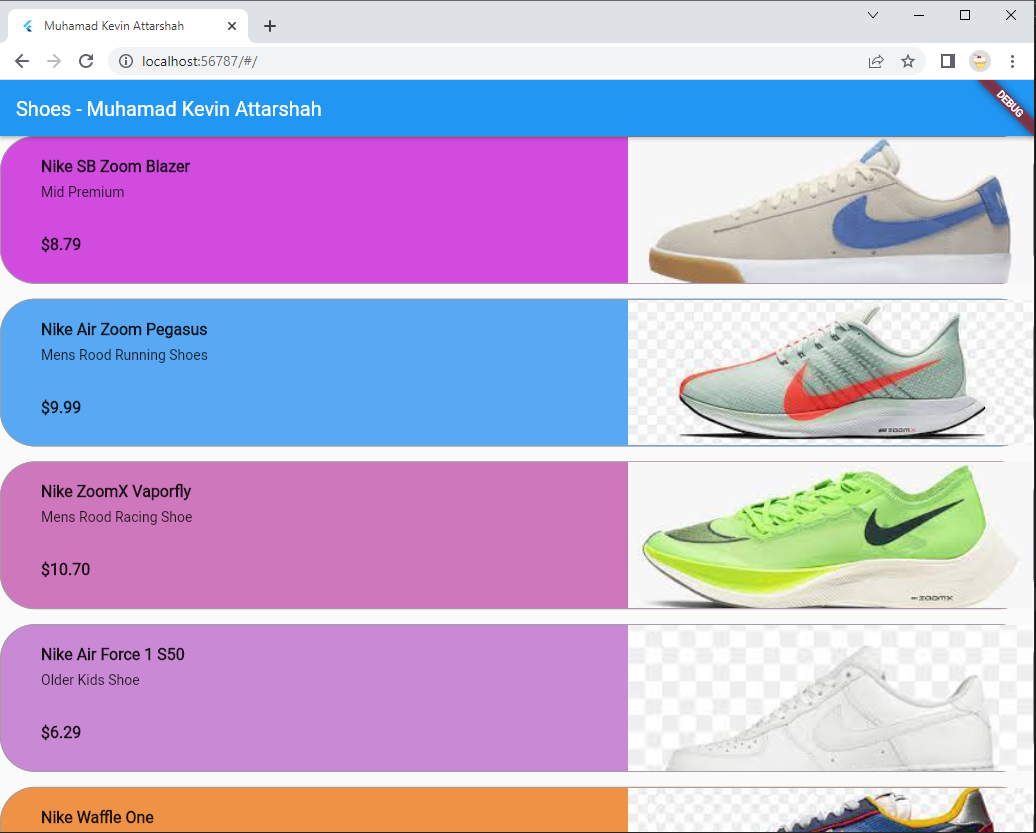 Muhamad Kevin Attarshah
localhost:56787/#/
Shoes - Muhamad Kevin Attarshah
DEBUG
Nike SB Zoom Blazer
Mid Premium
$8.79
Nike Air Zoom Pegasus
Mens Rood Running Shoes
$9.99
ZOOMX
Nike ZoomX Vaporfly
Mens Rood Racing Shoe
$10.70
ZOOMX
Nike Air Force 1 S50
Older Kids Shoe
$6.29
Nike Waffle One